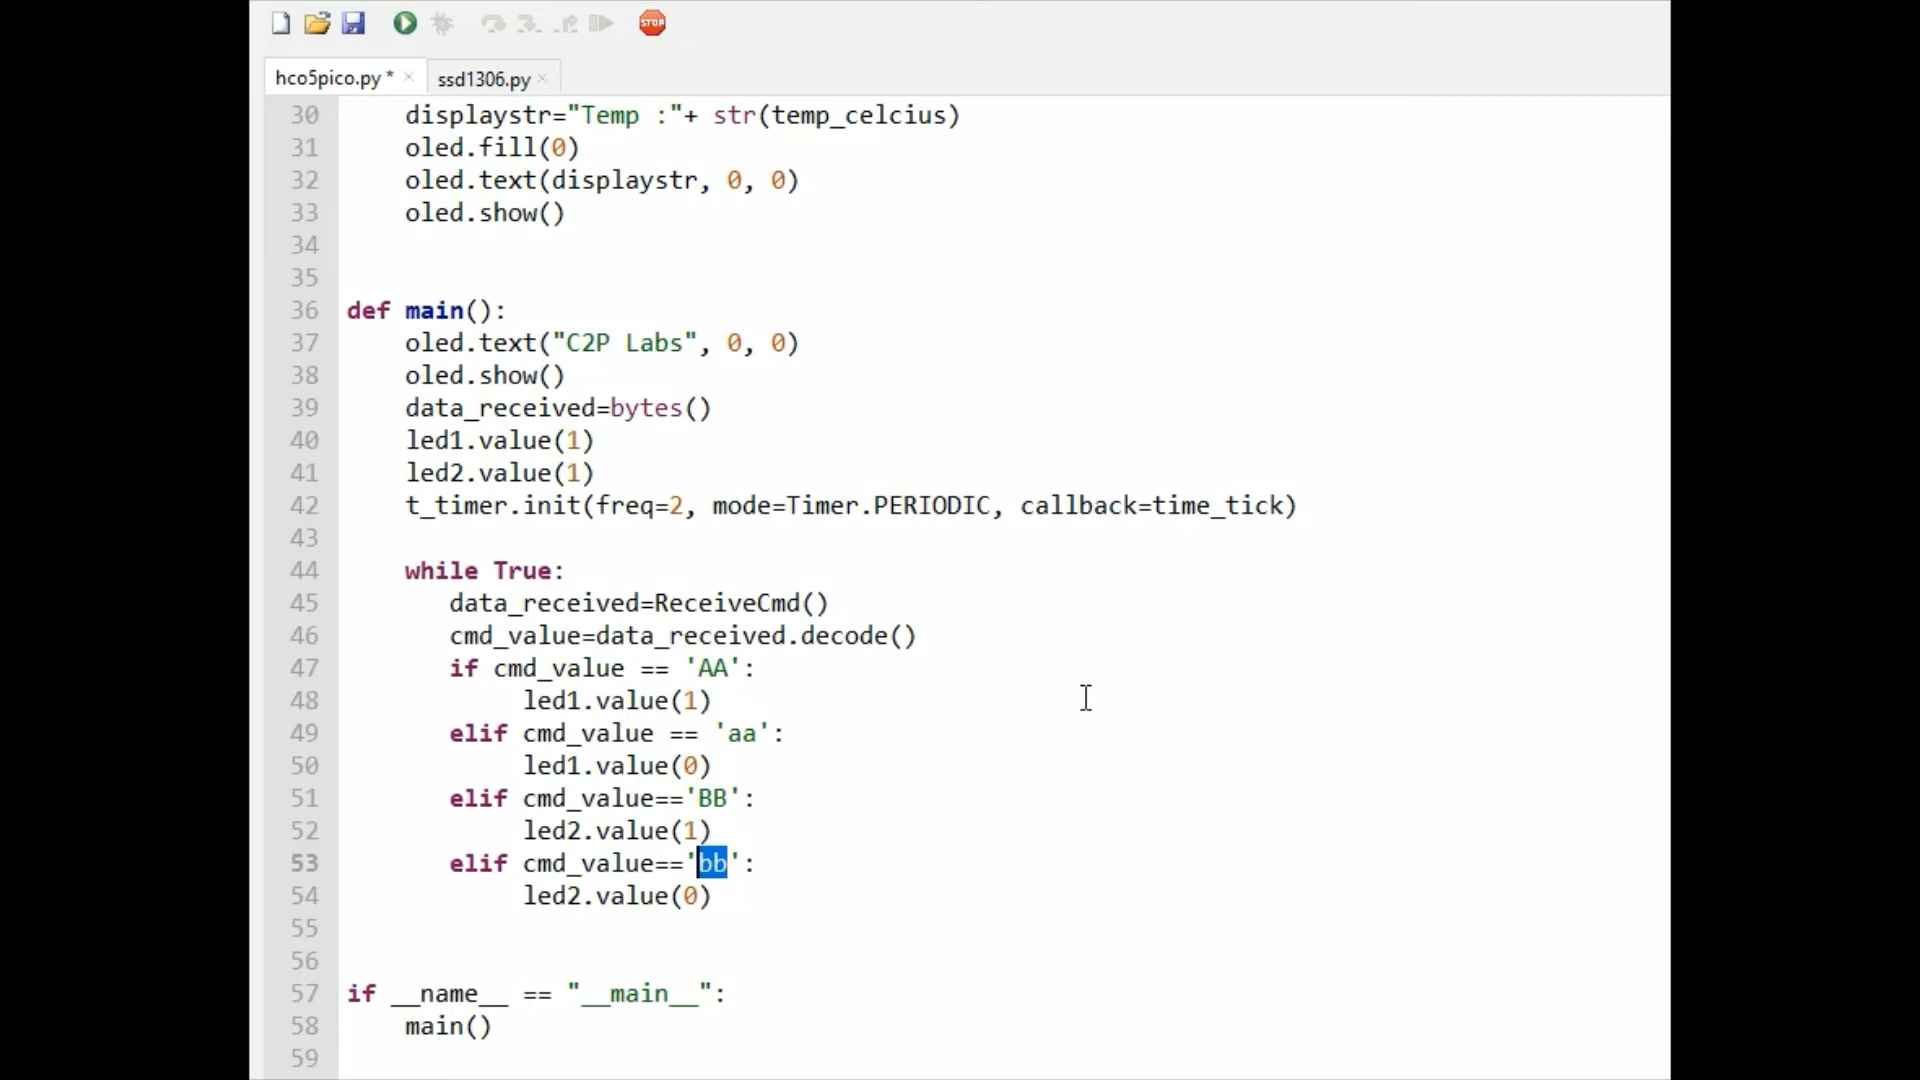 STOP
hco5pico.py * × ssd1306.py ×
30 displaystr="Temp :"+ str(temp_celcius)
31 oled.fill(0)
32 oled.text(displaystr, 0, 0)
33 oled.show()
34
35
36 def main():
37 oled.text("C2P Labs", 0, 0)
38 oled.show()
39 data_received=bytes()
40 led1.value(1)
41 led2.value(1)
42 t_timer.init(freq=2, mode=Timer.PERIODIC, callback=time_tick)
43
44 while True:
45 data_received=ReceiveCmd()
46 cmd_value=data_received.decode()
47 if cmd_value == 'AA':
48 led1.value(1)
49 elif cmd_value == 'aa':
50 led1.value(0)
51 elif cmd_value=='BB':
52 led2.value(1)
53 elif cmd_value=='bb':
54 led2.value(0)
55
56
57 if __name__ == "__main__":
58 main()
59